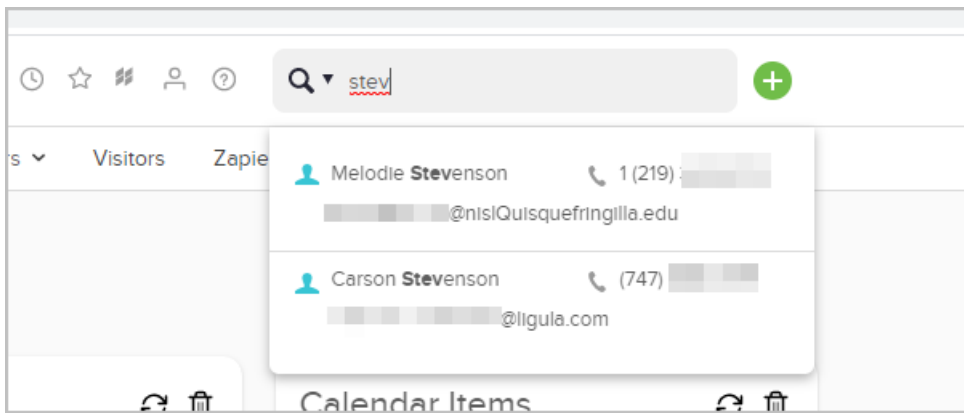 stev
rs Visitors Zapie
Melodie Stevenson 1 (219)
@nislQuisquefringilla.edu
Carson Stevenson (747)
@ligula.com
Calendar Items